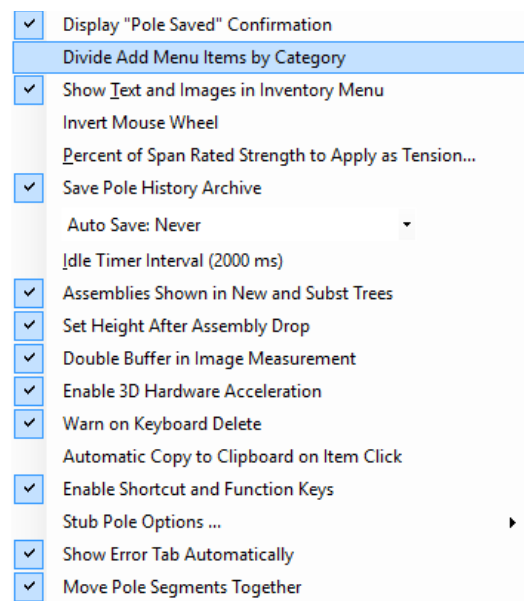 Display "Pole Saved" Confirmation
Divide Add Menu Items by Category
Show Text and Images in Inventory Menu
Invert Mouse Wheel
Percent of Span Rated Strength to Apply as Tension...
Save Pole History Archive
Auto Save: Never
Idle Timer Interval (2000 ms)
Assemblies Shown in New and Subst Trees
Set Height After Assembly Drop
Double Buffer in Image Measurement
Enable 3D Hardware Acceleration
Warn on Keyboard Delete
Automatic Copy to Clipboard on Item Click
Enable Shortcut and Function Keys
Stub Pole Options ...
Show Error Tab Automatically
Move Pole Segments Together